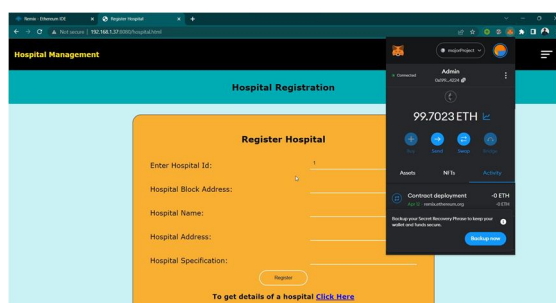 Remix - Ethereum IDE
Register Hospital
Not secure | 192.168.1.37:8080/hospital.html
Hospital Management
Hospital Registration
Register Hospital
Enter Hospital Id:
1
Hospital Block Address:
Hospital Name:
Hospital Address:
Hospital Specification:
Register
To get details of a hospital Click Here
majorProject
Connected
Admin
99.7023 ETH
Buy
Send
Swap
Bridge
Assets
NFTs
Activity
Contract deployment
-0 ETH
remix.ethereum.org
-0 ETH
Backup your Secret Recovery Phrase to keep your
wallet and funds secure.
Backup now